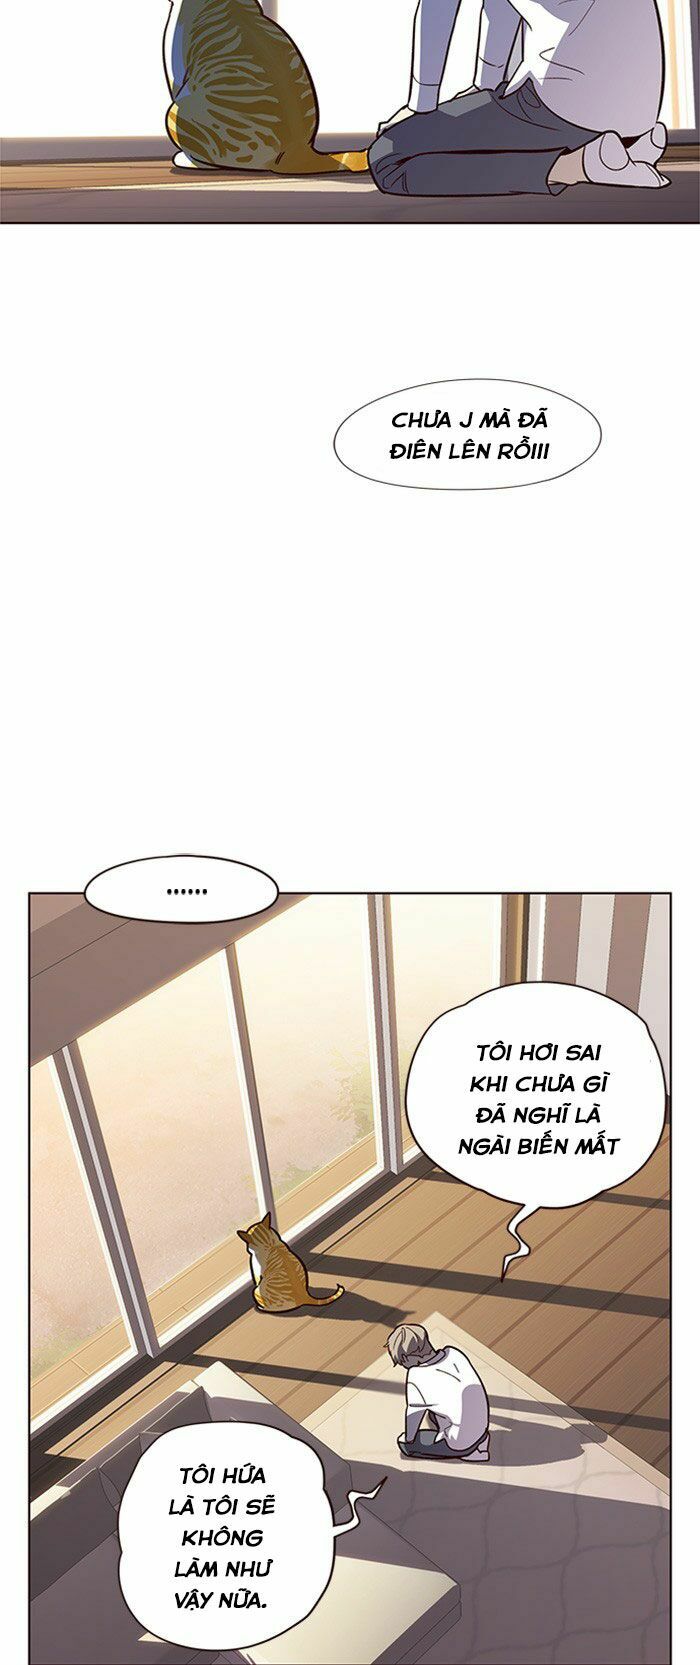 CHƯA J MÀ ĐÃ
ĐIÊN LÊN RỒIII
......
TÔI HƠI SAI
KHI CHƯA GÌ
ĐÃ NGHĨ LÀ
NGÀI BIẾN MẤT
TÔI HỨA
LÀ TÔI SẼ
KHÔNG
LÀM NHƯ
VẬY NỮA.